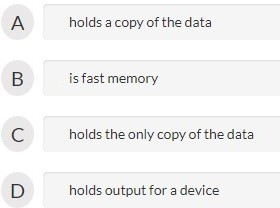 A holds a copy of the data
B is fast memory
C holds the only copy of the data
D holds output for a device